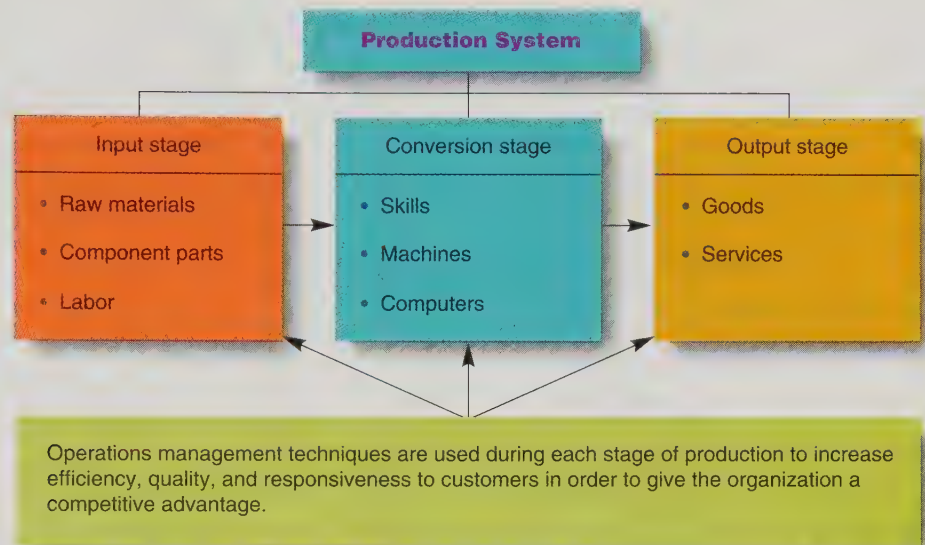 Production System
Input stage
• Raw materials
• Component parts
• Labor
Conversion stage
• Skills
• Machines
• Computers
Output stage
• Goods
• Services
Operations management techniques are used during each stage of production to increase
efficiency, quality, and responsiveness to customers in order to give the organization a
competitive advantage.